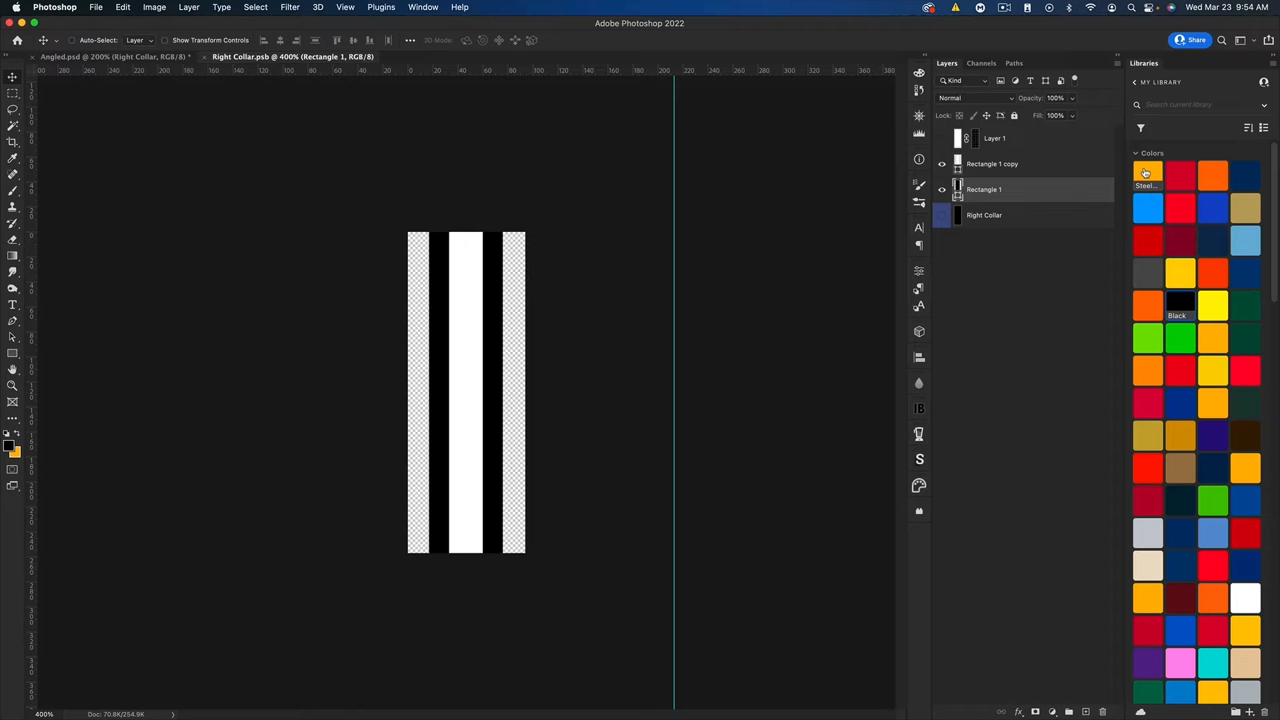 Photoshop File Edit Image Layer Type Select Filter 3D View Plugins Window Help Wed Mar 23 9:54 AM
Adobe Photoshop 2022
Auto-Select: Layer Show Transform Controls 3D Mode: Share
Angled.psd @ 200% (Right Collar, RGB/8) * Right Collar.psb @ 400% (Rectangle 1, RGB/8)
Layers Channels Paths Libraries
Kind MY LIBRARY
Normal Opacity: 100% Search current library
Lock: Fill: 100%
Layer 1
Colors
Rectangle 1 copy
Steel...
Rectangle 1
Right Collar
Black
400% Doc: 70.8K/254.9K